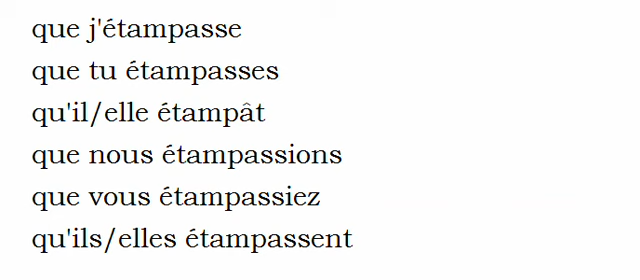 que j'étampasse
que tu étampasses
qu'il/elle étampât
que nous étampassions
que vous étampassiez
qu'ils/elles étampassent